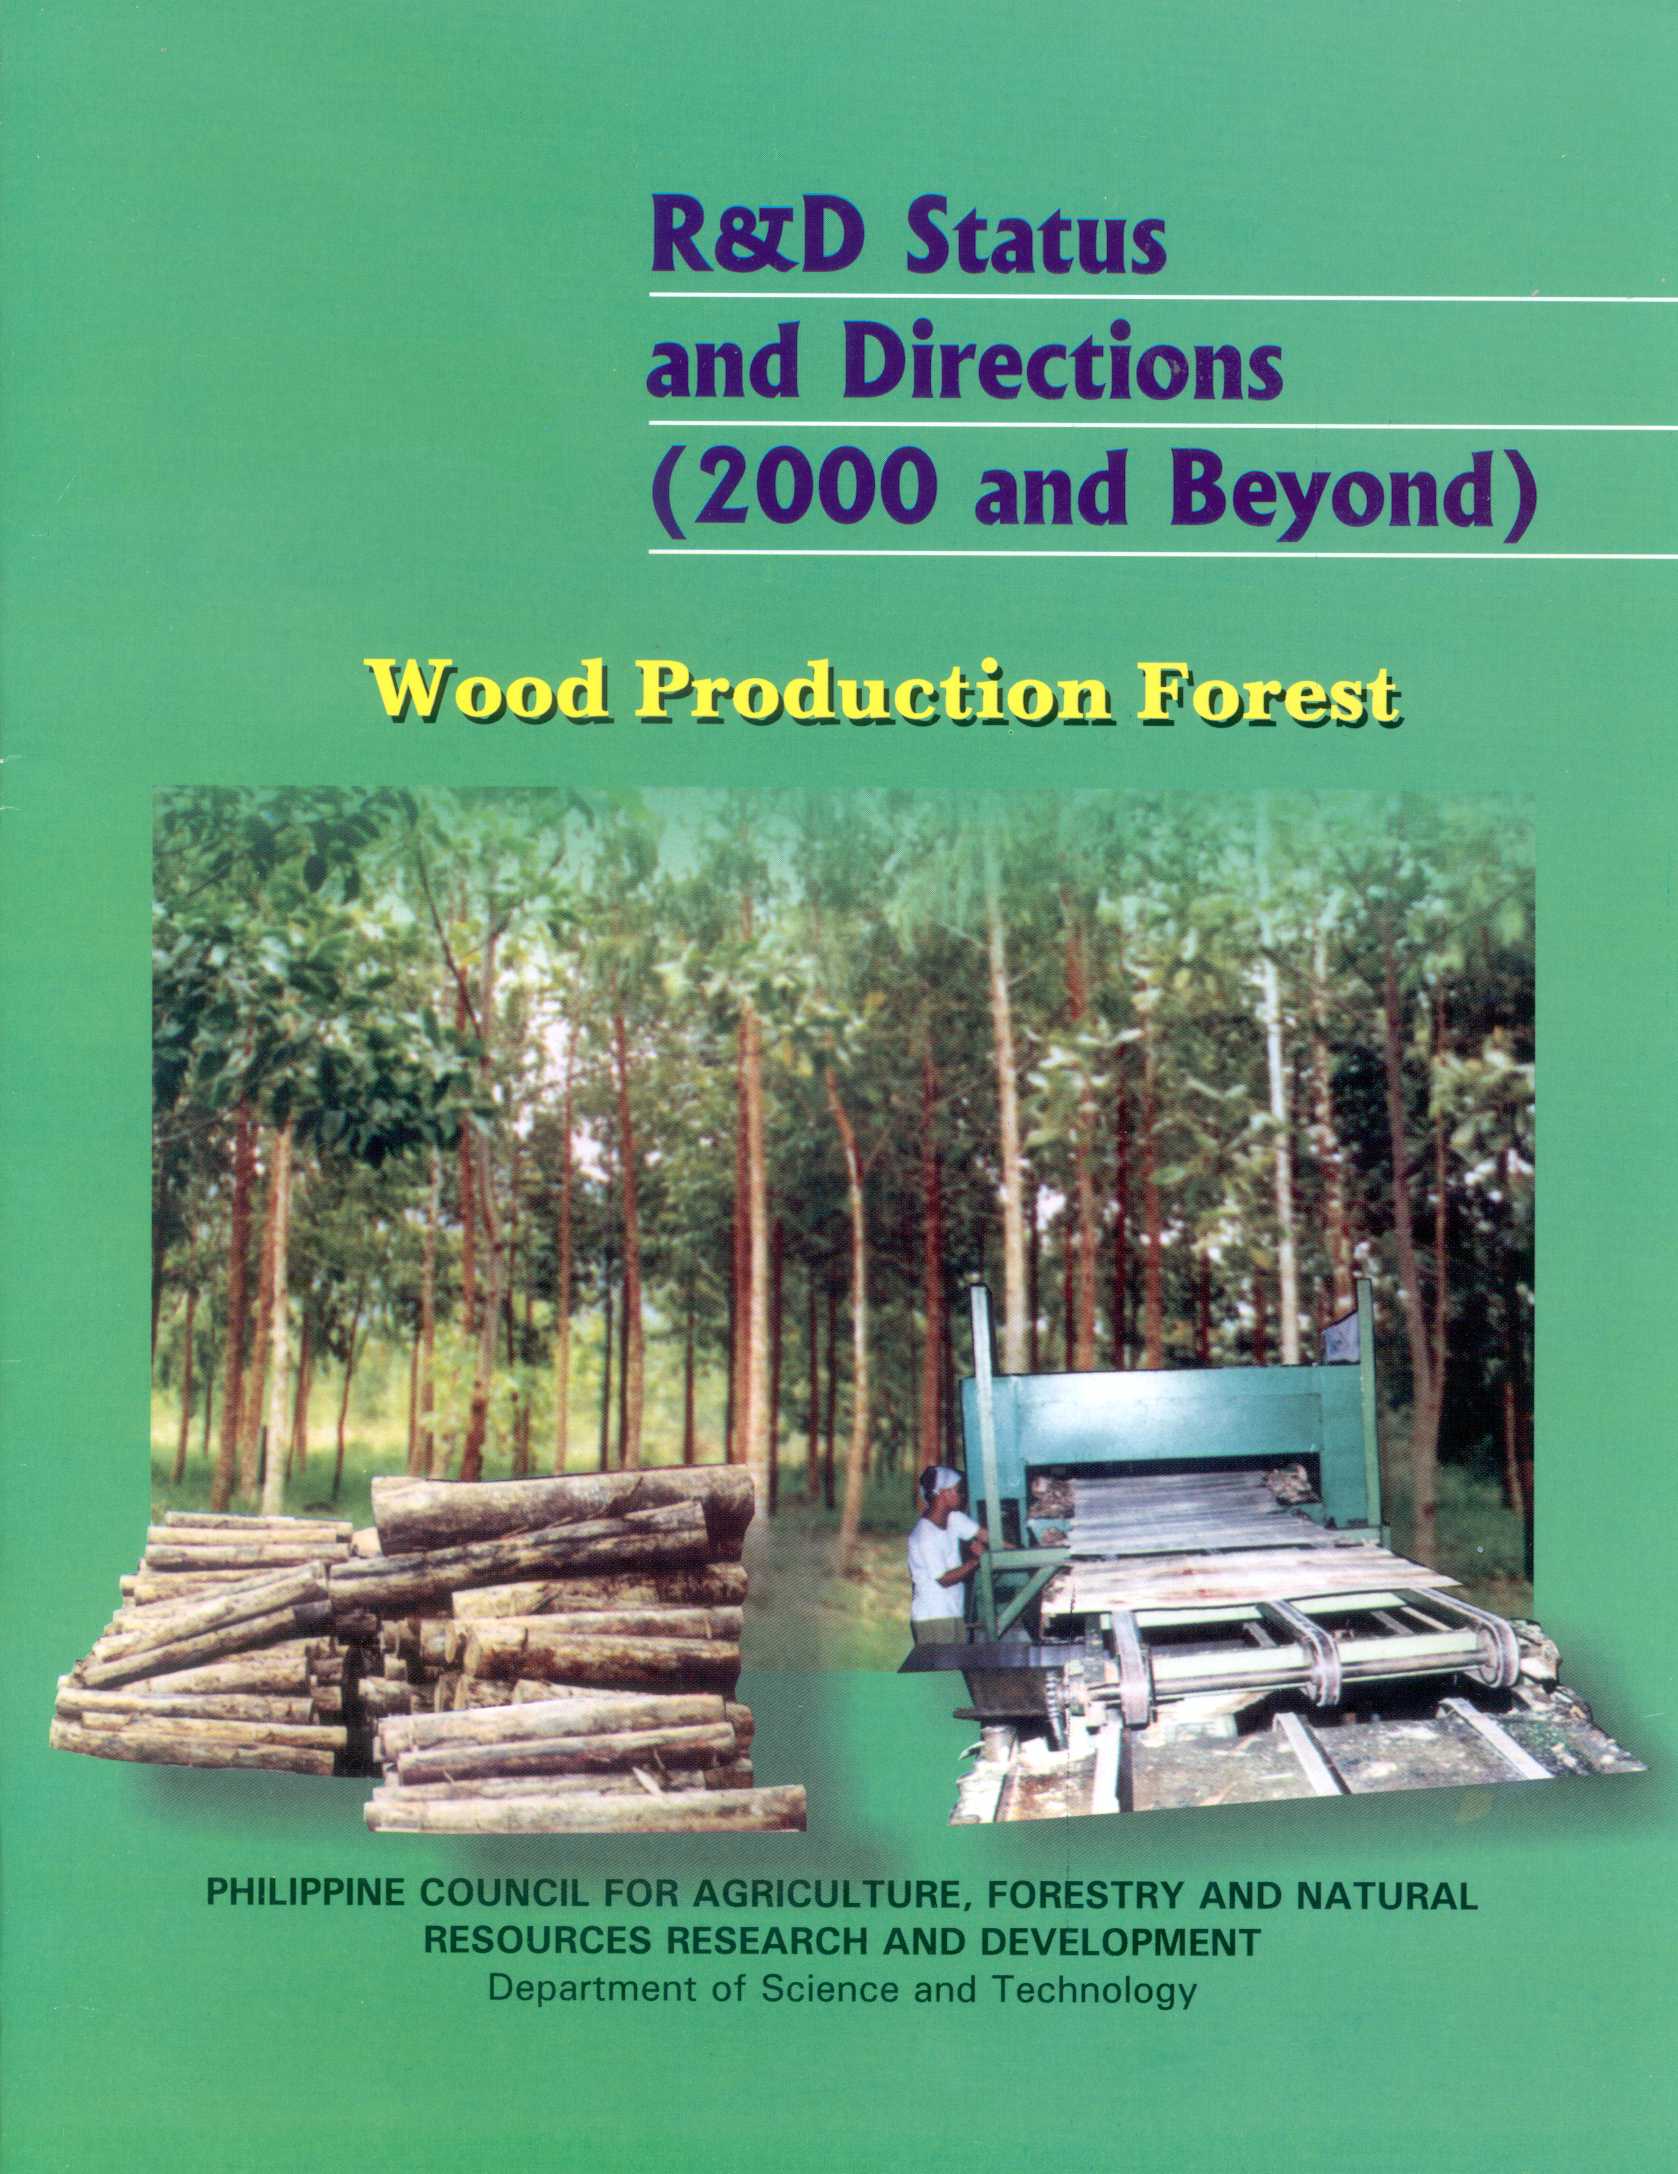 R&D Status
and Directions
(2000 and Beyond)
Wood Production Forest
PHILIPPINE COUNCIL FOR AGRICULTURE, FORESTRY AND NATURAL
RESOURCES RESEARCH AND DEVELOPMENT
Department of Science and Technology